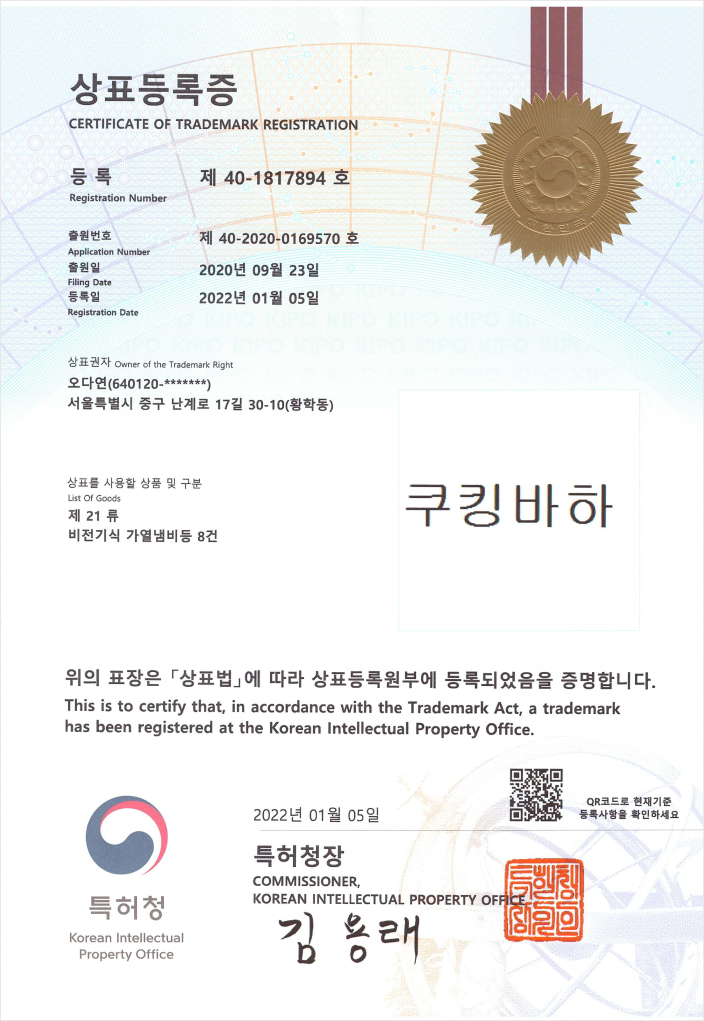 상표등록증
CERTIFICATE OF TRADEMARK REGISTRATION
등 록 제 40-1817894 호
Registration Number
출원번호 제 40-2020-0169570 호
Application Number
출원일 2020년 09월 23일
Filing Date
등록일 2022년 01월 05일
Registration Date
KIPO KIPO KIPO KIPO KIPO KIPO
상표권자 Owner of the Trademark Right
오다연(640120-*******)
서울특별시 중구 난계로 17길 30-10(황학동)
상표를 사용할 상품 및 구분
List Of Goods
제 21 류
비전기식 가열냄비등 8건
쿠킹바하
대한민국
위의 표장은 「상표법」에 따라 상표등록원부에 등록되었음을 증명합니다.
This is to certify that, in accordance with the Trademark Act, a trademark
has been registered at the Korean Intellectual Property Office.
2022년 01월 05일
QR코드로 현재기준
등록사항을 확인하세요
특허청장
COMMISSIONER,
KOREAN INTELLECTUAL PROPERTY OFFICE
김용래
특허청
Korean Intellectual
Property Office